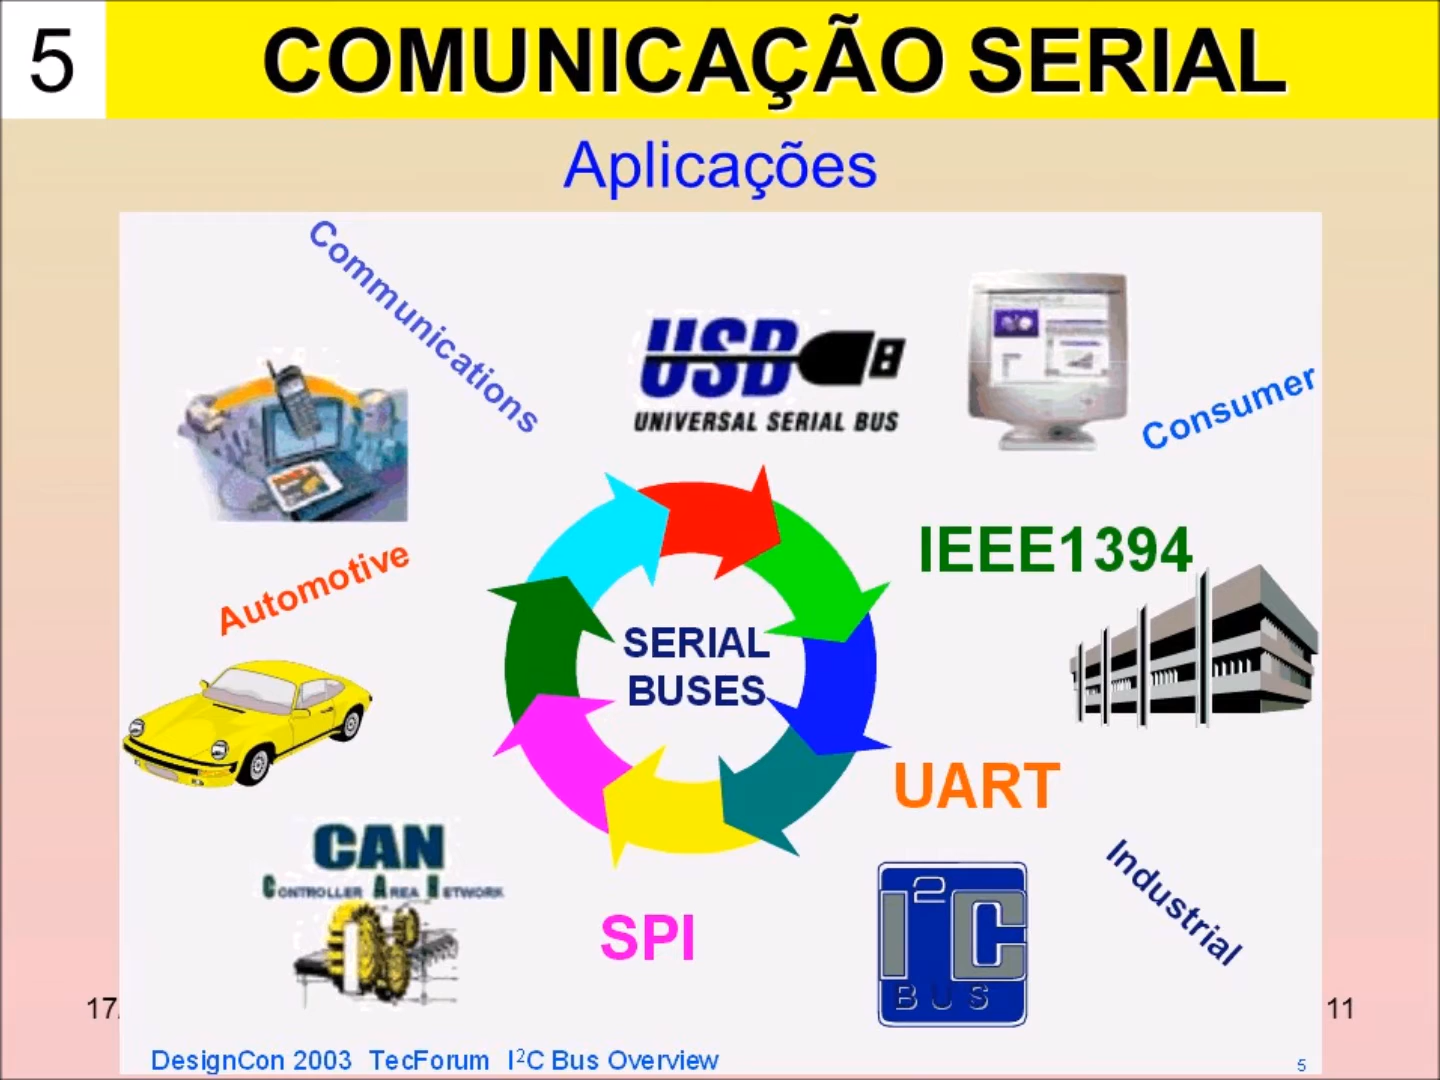 5
COMUNICAÇÃO SERIAL
Aplicações
Communications
USB
UNIVERSAL SERIAL BUS
Consumer
IEEE1394
Automotive
SERIAL
BUSES
UART
CAN
CONTROLLER AREA NETWORK
Industrial
SPI
I²C
BUS
17
11
DesignCon 2003 TecForum I²C Bus Overview
5